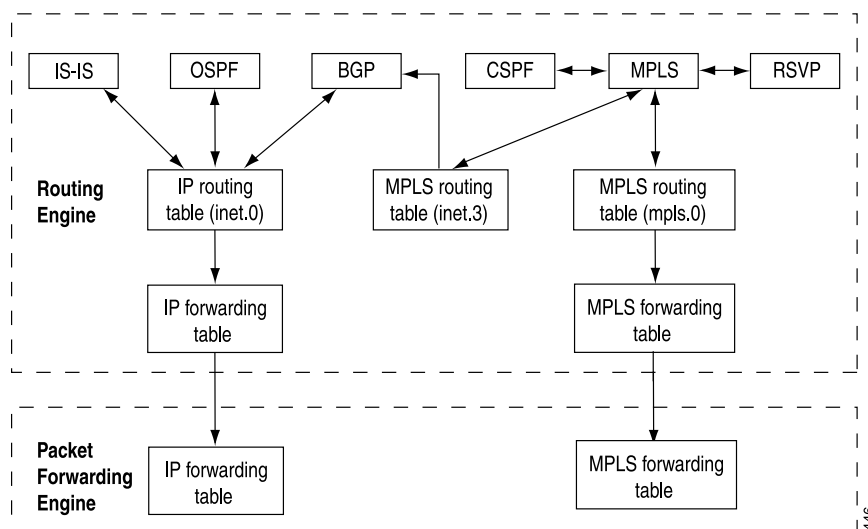 IS-IS
OSPF
BGP
CSPF
MPLS
RSVP
Routing
Engine
IP routing
table (inet.0)
MPLS routing
table (inet.3)
MPLS routing
table (mpls.0)
IP forwarding
table
MPLS forwarding
table
Packet
Forwarding
Engine
IP forwarding
table
MPLS forwarding
table